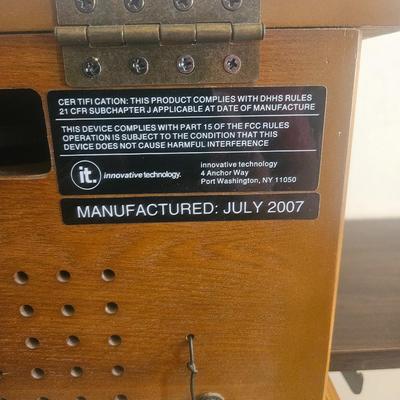 CER TIFI CATION: THIS PRODUCT COMPLIES WITH DHHS RULES
21 CFR SUBCHAPTER J APPLICABLE AT DATE OF MANUFACTURE
THIS DEVICE COMPLIES WITH PART 15 OF THE FCC RULES
OPERATION IS SUBJECT TO THE CONDITION THAT THIS
DEVICE DOES NOT CAUSE HARMFUL INTERFERENCE
it. innovative technology.
innovative technology
4 Anchor Way
Port Washington, NY 11050
MANUFACTURED: JULY 2007